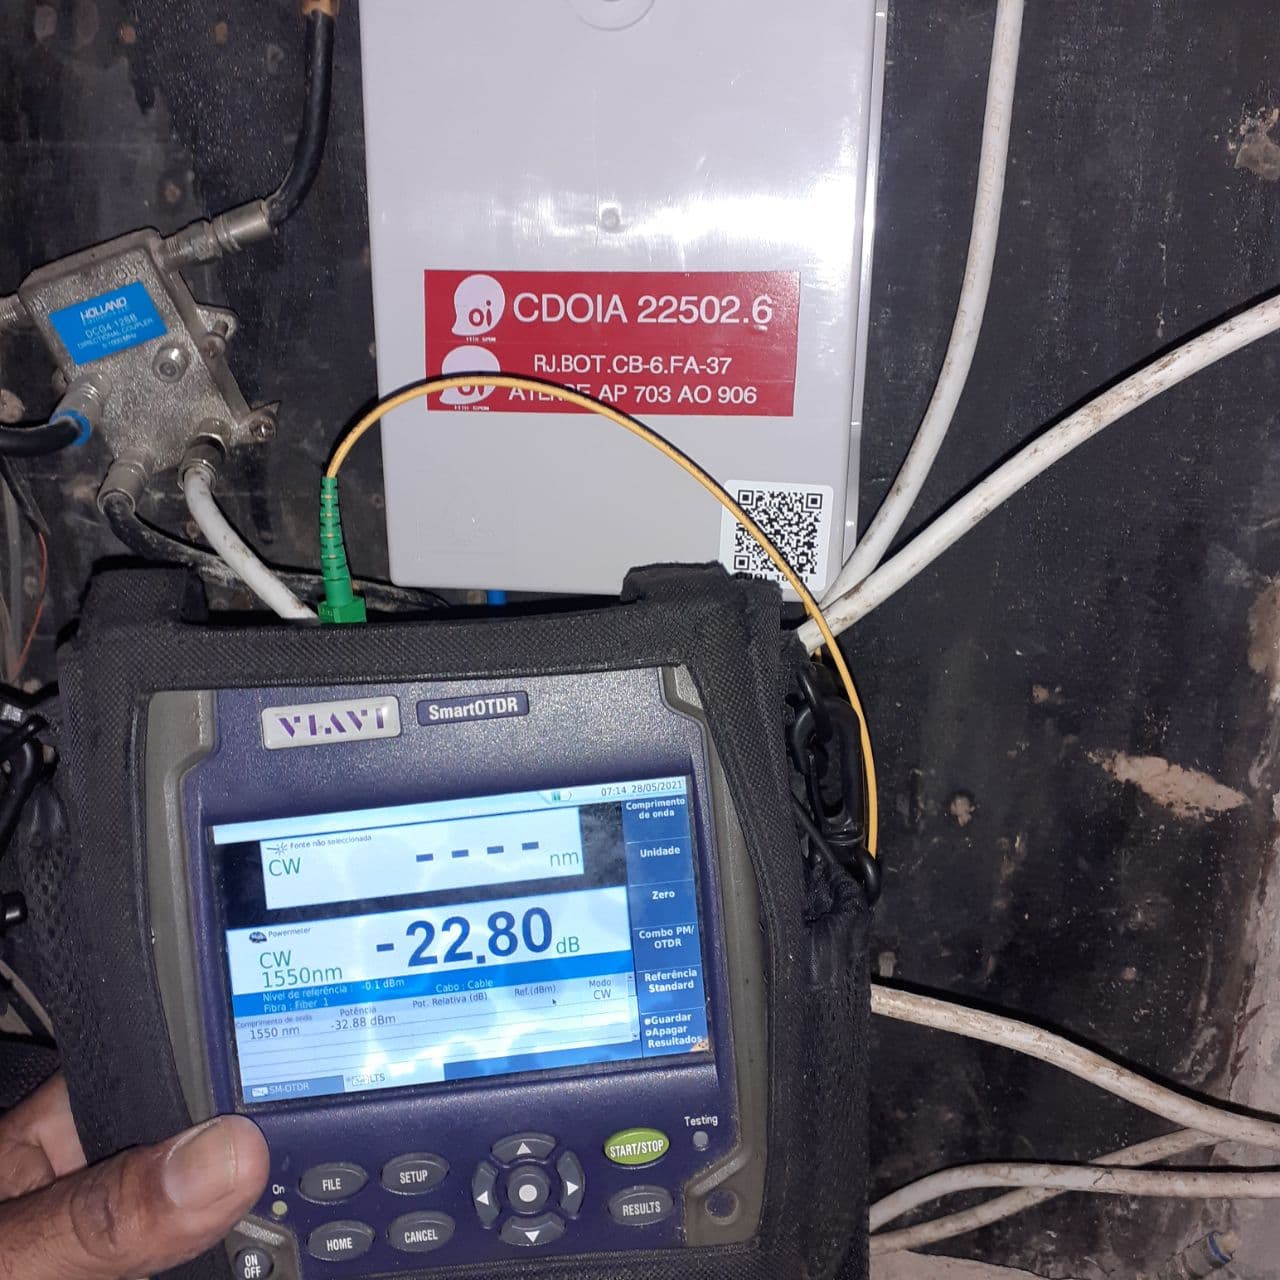 HOLLAND
DCG4-12SB
DIRECTIONAL COUPLER
5-1000 MHz
oi
CDOIA 22502.6
oi
RJ.BOT.CB-6.FA-37
AP 703 AO 906
VIAVI
SmartOTDR
07:14 28/05/2021
Fonte não seleccionada
CW
---- nm
Powermeter
CW
1550nm
-22.80 dB
Nível de referência : -0.1 dBm
Cabo : Cable
Fibra : Fiber 1
Comprimento de onda
Potência
Pot. Relativa (dB)
Ref.(dBm)
Modo
1550 nm
-32.88 dBm
CW
SM-OTDR
LTS
Comprimento
de onda
Unidade
Zero
Combo PM/
OTDR
Referência
Standard
Guardar
Apagar
Resultados
Testing
On
FILE
SETUP
START/STOP
HOME
CANCEL
RESULTS
ON
OFF